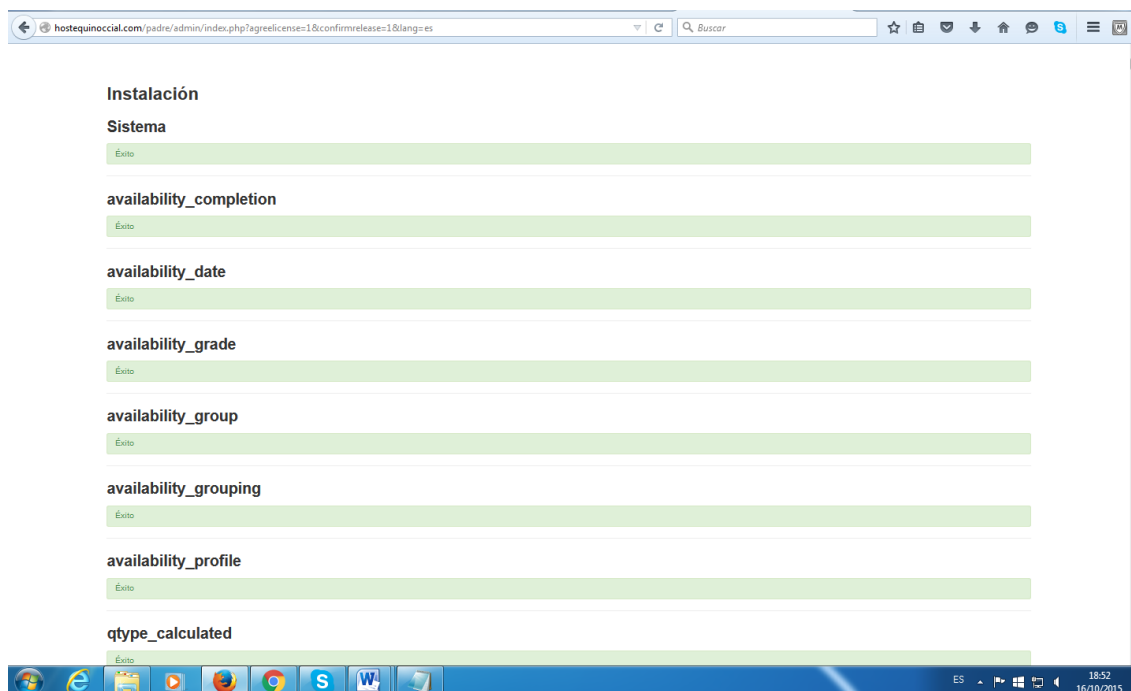 hostequinoccial.com/padre/admin/index.php?agreelicense=1&confirmrelease=1&lang=es
Buscar
Instalación
Sistema
Éxito
availability_completion
Éxito
availability_date
Éxito
availability_grade
Éxito
availability_group
Éxito
availability_grouping
Éxito
availability_profile
Éxito
qtype_calculated
Éxito
ES
18:52
16/10/2015